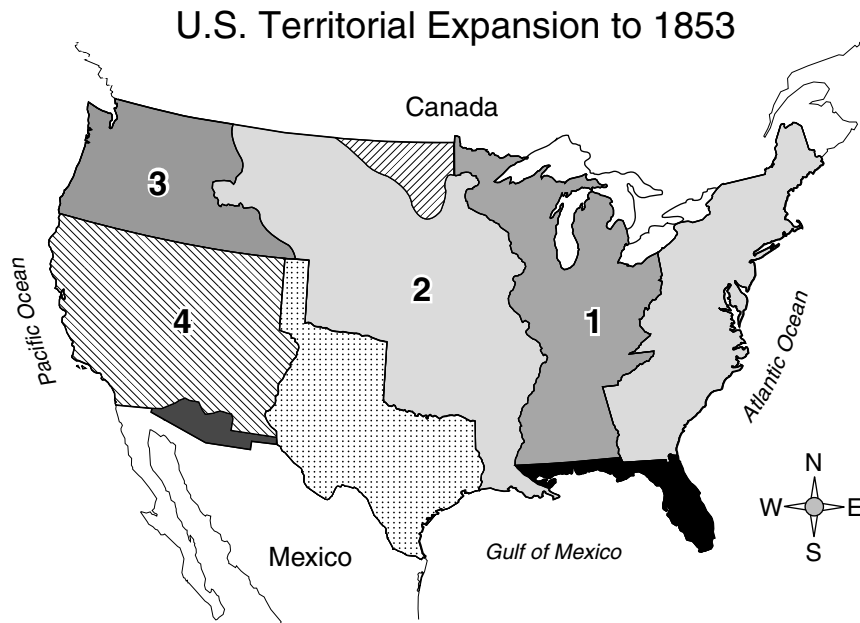 U.S. Territorial Expansion to 1853
Canada
3
2
4
1
Pacific Ocean
Atlantic Ocean
N
W E
S
Mexico
Gulf of Mexico